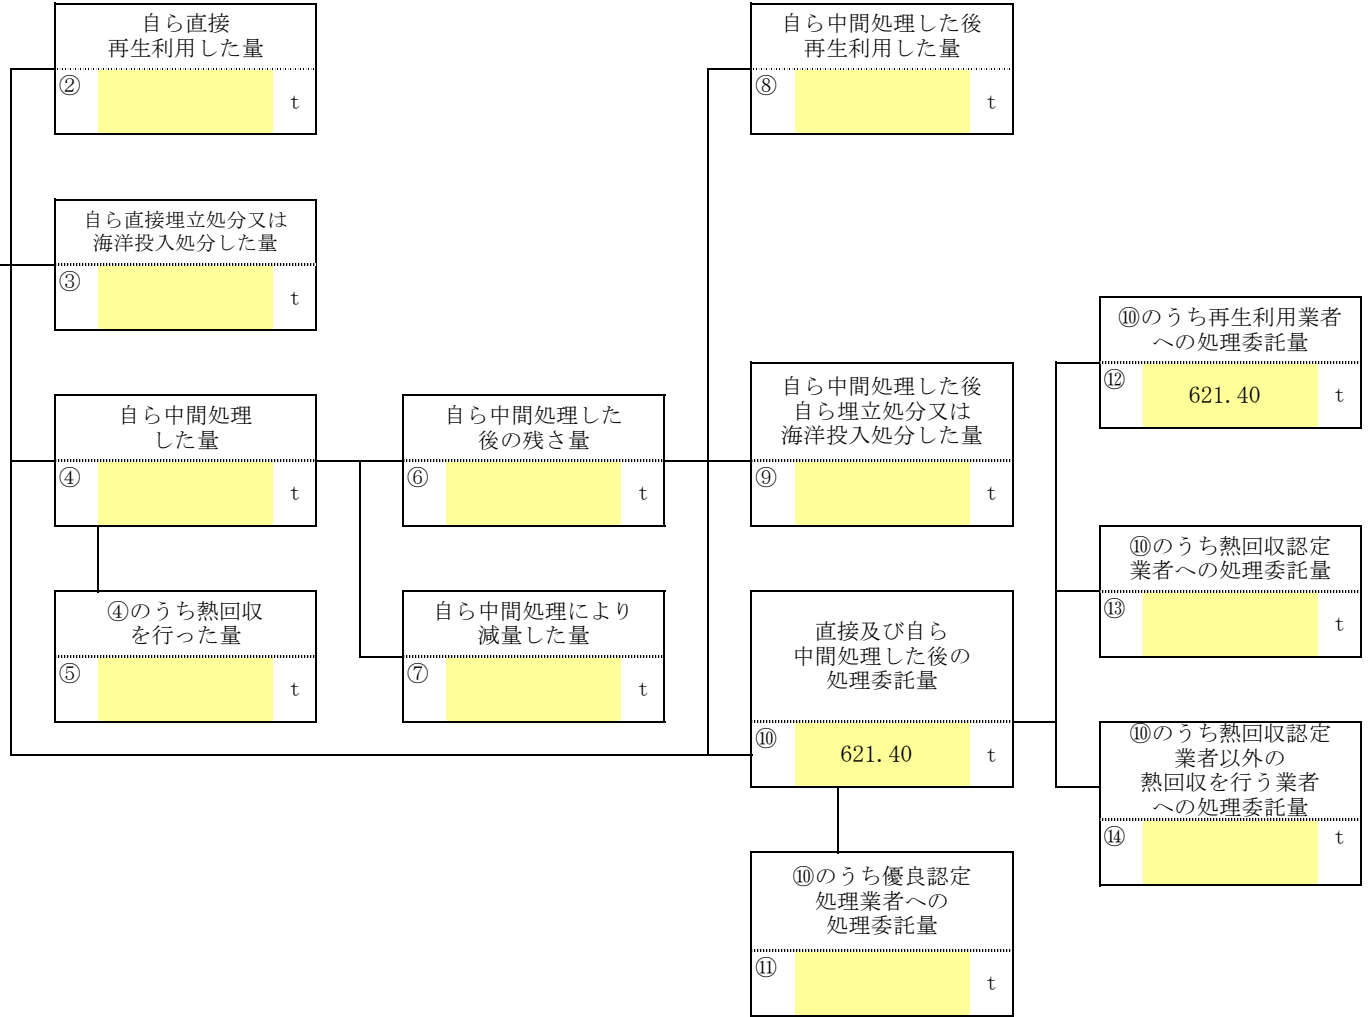 自ら直接
再生利用した量
②
t
自ら直接埋立処分又は
海洋投入処分した量
③
t
自ら中間処理
した量
④
t
④のうち熱回収
を行った量
⑤
t
自ら中間処理した
後の残さ量
⑥
t
自ら中間処理により
減量した量
⑦
t
自ら中間処理した後
再生利用した量
⑧
t
自ら中間処理した後
自ら埋立処分又は
海洋投入処分した量
⑨
t
直接及び自ら
中間処理した後の
処理委託量
⑩ 621.40 t
⑩のうち優良認定
処理業者への
処理委託量
⑪
t
⑩のうち再生利用業者
への処理委託量
⑫ 621.40 t
⑩のうち熱回収認定
業者への処理委託量
⑬
t
⑩のうち熱回収認定
業者以外の
熱回収を行う業者
への処理委託量
⑭
t